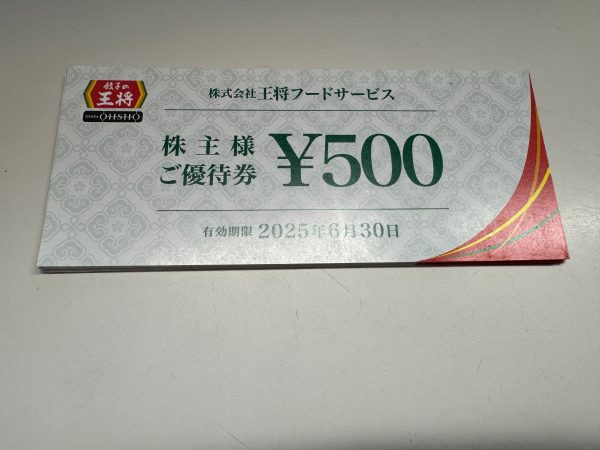 餃子の
王将
GYOZA OHSHO
株式会社王将フードサービス
株主様
ご優待券
¥500
有効期限 2025年6月30日